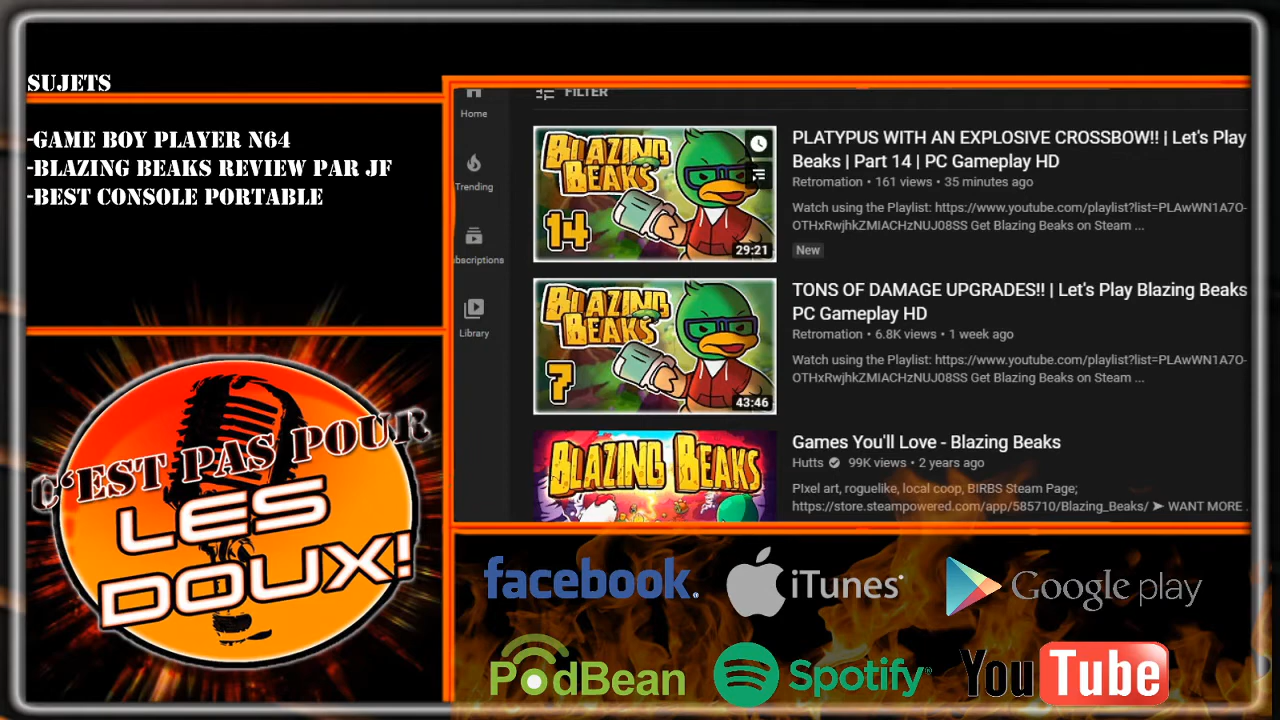 SUJETS
-GAME BOY PLAYER N64
-BLAZING BEAKS REVIEW PAR JF
-BEST CONSOLE PORTABLE
C'EST PAS POUR
LES
DOUX!
FILTER
Home
Trending
bscriptions
Library
BLAZING
BEAKS
14
29:21
PLATYPUS WITH AN EXPLOSIVE CROSSBOW!! | Let's Play
Beaks | Part 14 | PC Gameplay HD
Retromation • 161 views • 35 minutes ago
Watch using the Playlist: https://www.youtube.com/playlist?list=PLAwWN1A7O-
OTHxRwjhkZMIACHzNUJ08SS Get Blazing Beaks on Steam ...
New
BLAZING
BEAKS
7
43:46
TONS OF DAMAGE UPGRADES!! | Let's Play Blazing Beaks
PC Gameplay HD
Retromation • 6.8K views • 1 week ago
Watch using the Playlist: https://www.youtube.com/playlist?list=PLAwWN1A7O-
OTHxRwjhkZMIACHzNUJ08SS Get Blazing Beaks on Steam ...
BLAZING BEAKS
Games You'll Love - Blazing Beaks
Hutts 99K views • 2 years ago
PIxel art, roguelike, local coop, BIRBS Steam Page;
https://store.steampowered.com/app/585710/Blazing_Beaks/ ➤ WANT MORE .
facebook.
iTunes
Google play
PodBean
Spotify
YouTube